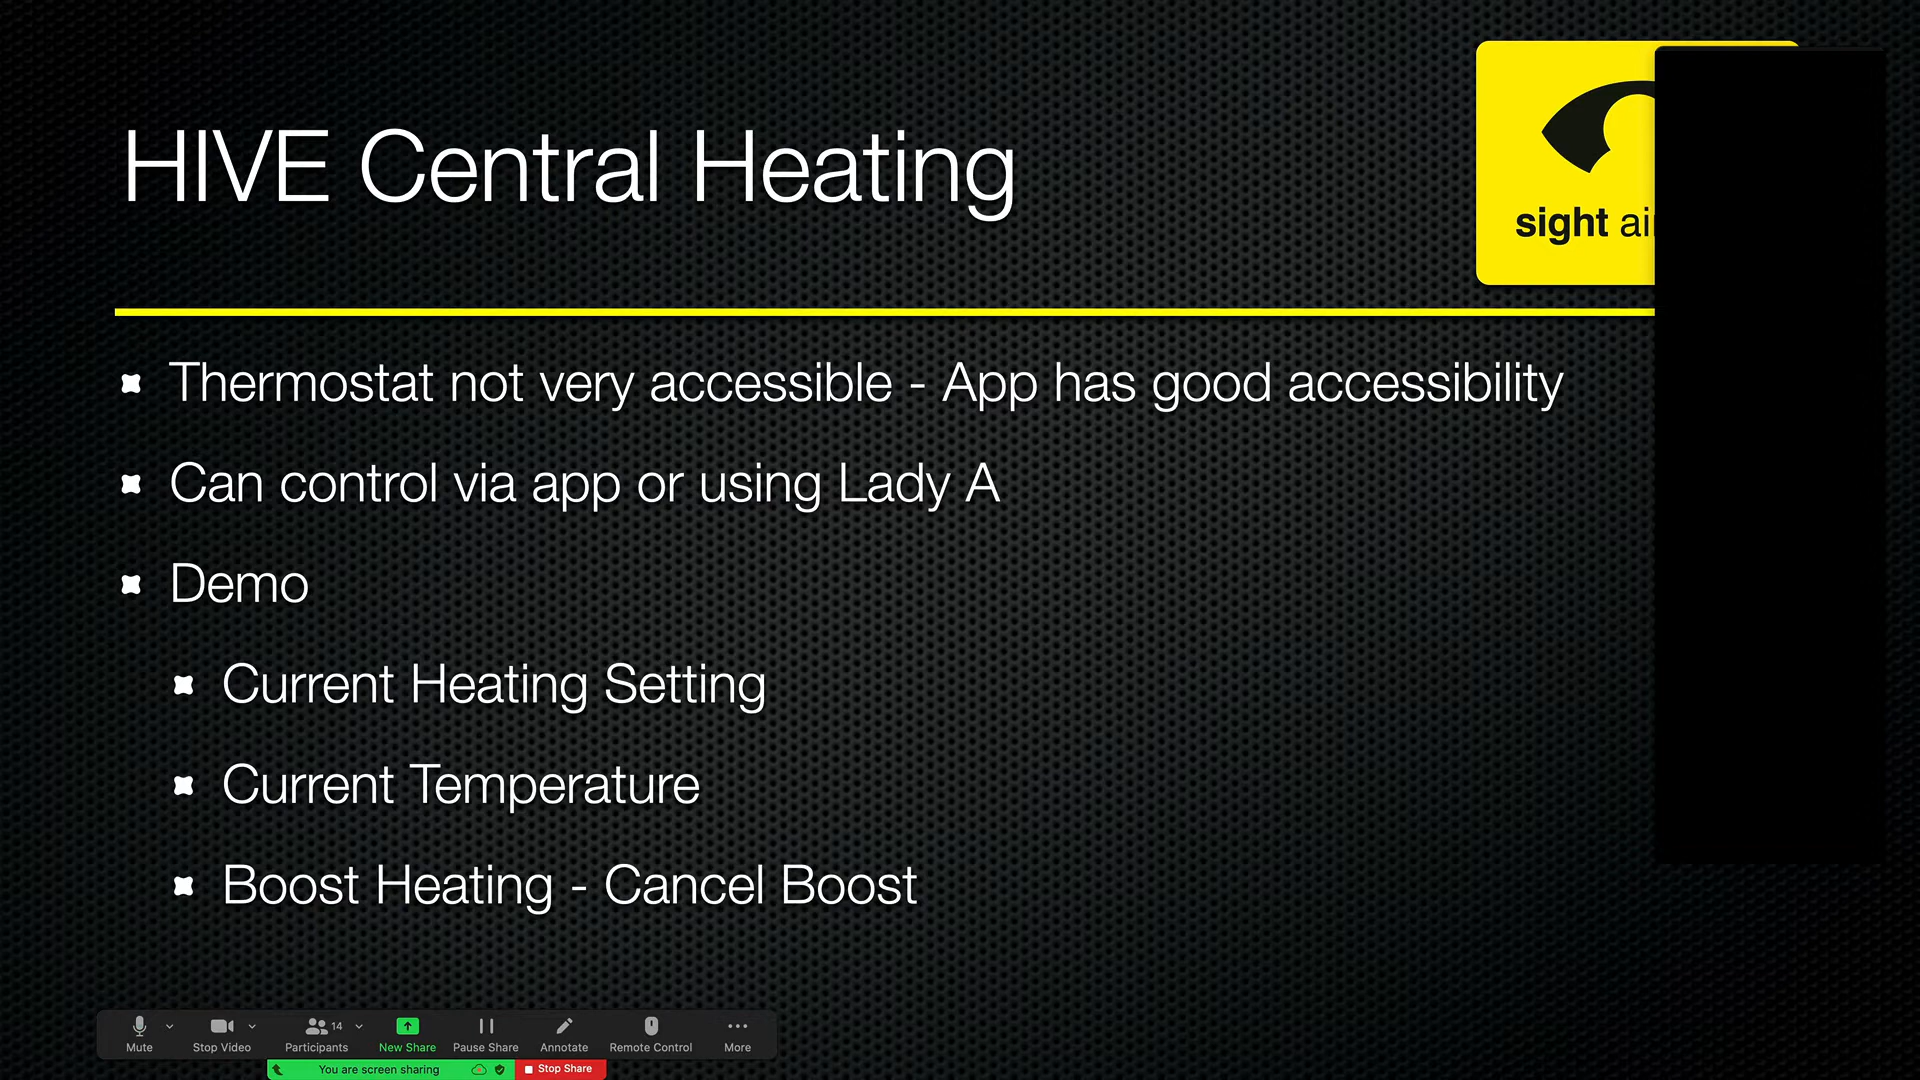 HIVE Central Heating
sight
Thermostat not very accessible - App has good accessibility
Can control via app or using Lady A
Demo
Current Heating Setting
Current Temperature
Boost Heating - Cancel Boost
Mute
Stop Video
14
Participants
New Share
Pause Share
Annotate
Remote Control
More
You are screen sharing
Stop Share